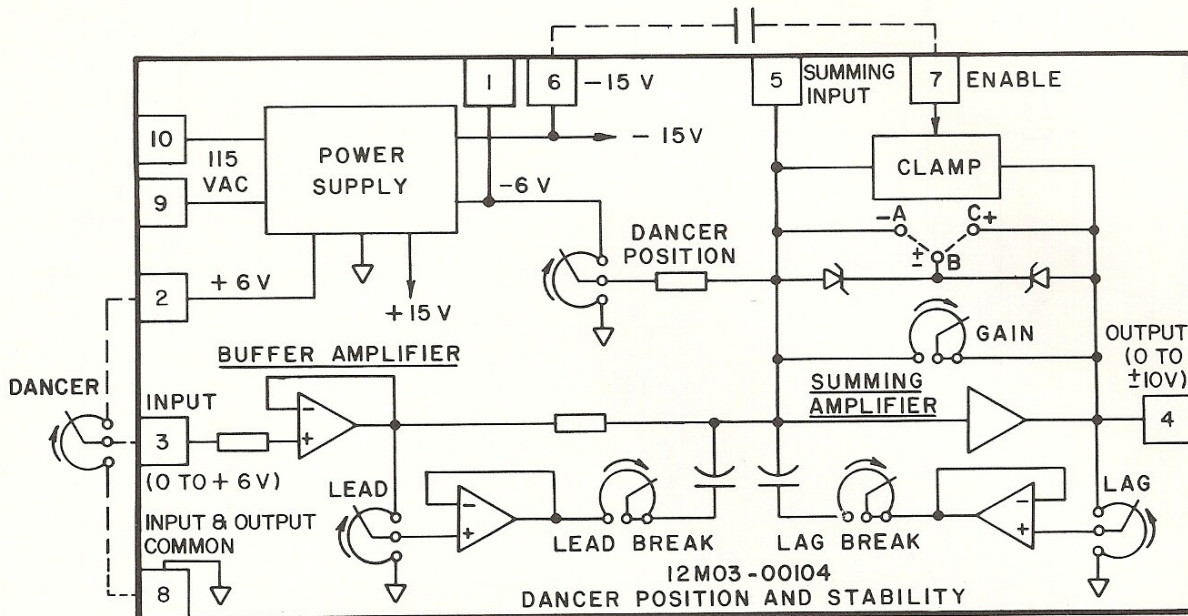 1
6
-15 V
5
SUMMING
INPUT
7
ENABLE
10
115
VAC
9
POWER
SUPPLY
- 15V
-6 V
CLAMP
-A
C+
±
B
DANCER
POSITION
2
+ 6V
+15V
GAIN
OUTPUT
(0 TO
±10V)
4
BUFFER AMPLIFIER
SUMMING
AMPLIFIER
DANCER
INPUT
3
(0 TO + 6V)
-
+
LEAD
-
+
LAG
-
+
INPUT & OUTPUT
COMMON
8
LEAD BREAK
LAG BREAK
12M03-00104
DANCER POSITION AND STABILITY